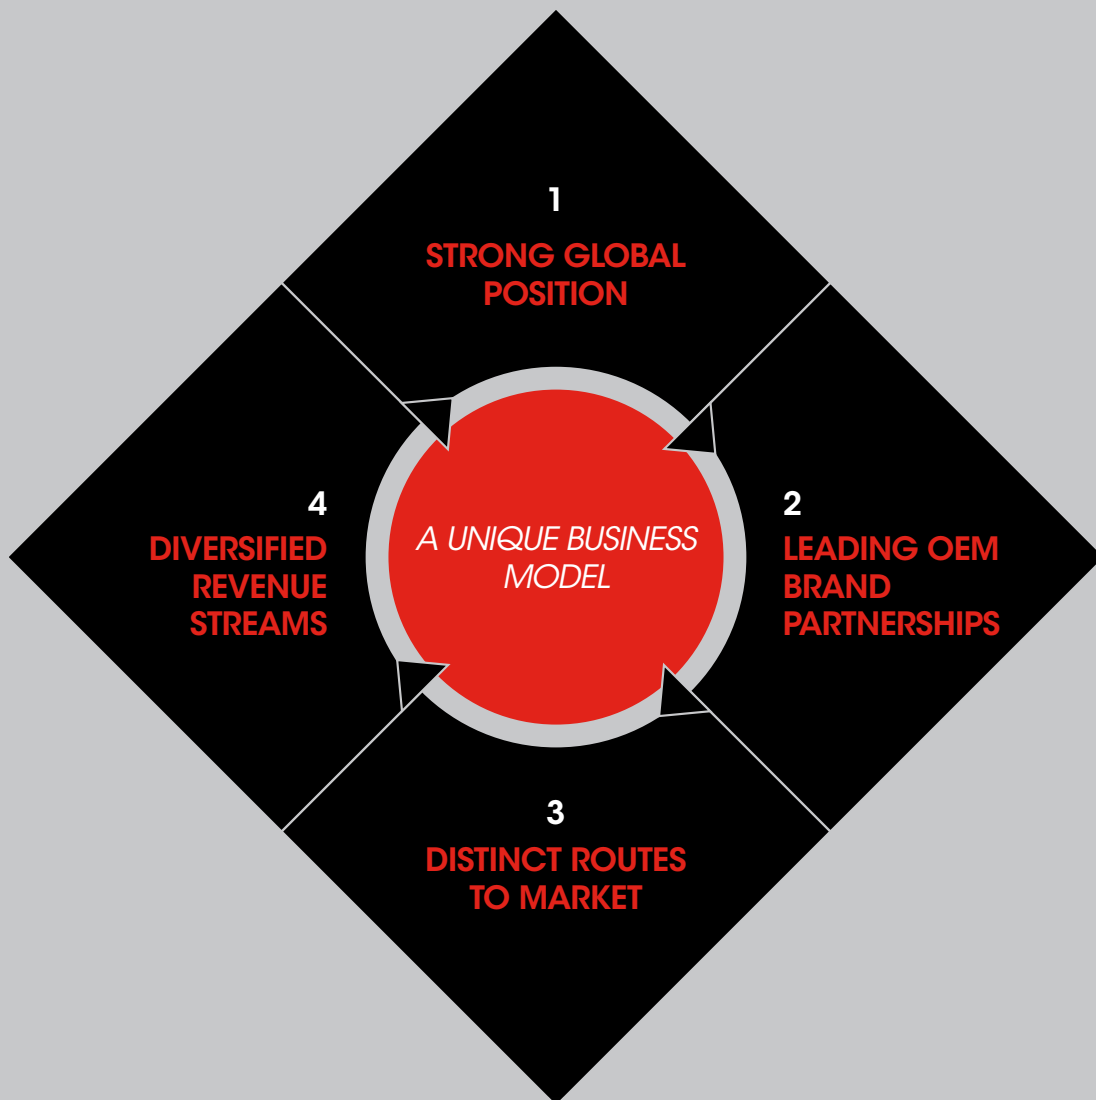 1
STRONG GLOBAL
POSITION
2
LEADING OEM
BRAND
PARTNERSHIPS
3
DISTINCT ROUTES
TO MARKET
4
DIVERSIFIED
REVENUE
STREAMS
A UNIQUE BUSINESS
MODEL